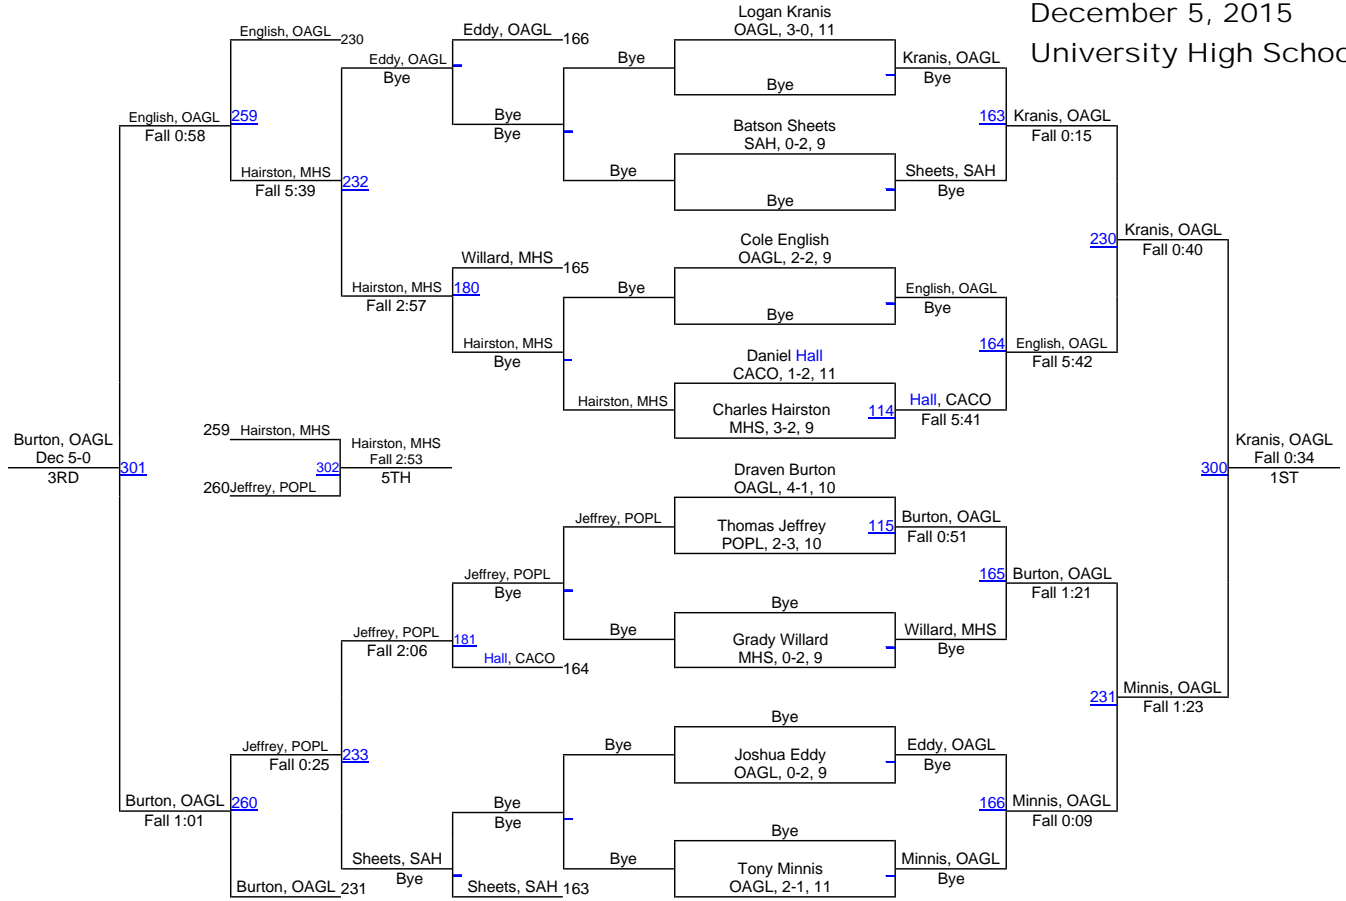 December 5, 2015
University High Schoo
Logan Kranis
OAGL, 3-0, 11
English, OAGL 230
Eddy, OAGL 166
Eddy, OAGL
Bye
Bye
Bye
Kranis, OAGL
Bye
English, OAGL 259
Fall 0:58
Bye
Bye
Batson Sheets
SAH, 0-2, 9
163 Kranis, OAGL
Fall 0:15
Hairston, MHS
Fall 5:39
232
Bye
Bye
Sheets, SAH
Bye
Cole English
OAGL, 2-2, 9
230 Kranis, OAGL
Fall 0:40
Willard, MHS 165
Hairston, MHS 180
Fall 2:57
Bye
Bye
English, OAGL
Bye
Hairston, MHS
Bye
Daniel Hall
CACO, 1-2, 11
164 English, OAGL
Fall 5:42
Hairston, MHS
Charles Hairston
MHS, 3-2, 9
114 Hall, CACO
Fall 5:41
259 Hairston, MHS
Burton, OAGL
Dec 5-0
3RD
301
302
Hairston, MHS
Fall 2:53
5TH
260 Jeffrey, POPL
Kranis, OAGL
Fall 0:34
1ST
300
Draven Burton
OAGL, 4-1, 10
Jeffrey, POPL
Thomas Jeffrey
POPL, 2-3, 10
115 Burton, OAGL
Fall 0:51
Jeffrey, POPL
Bye
165 Burton, OAGL
Fall 1:21
Bye
Jeffrey, POPL 181
Fall 2:06
Bye
Grady Willard
MHS, 0-2, 9
Willard, MHS
Bye
Hall, CACO 164
231 Minnis, OAGL
Fall 1:23
Bye
Jeffrey, POPL 233
Fall 0:25
Bye
Joshua Eddy
OAGL, 0-2, 9
Eddy, OAGL
Bye
Burton, OAGL 260
Fall 1:01
Bye
Bye
166 Minnis, OAGL
Fall 0:09
Bye
Sheets, SAH
Bye
Bye
Tony Minnis
OAGL, 2-1, 11
Minnis, OAGL
Bye
Burton, OAGL 231
Sheets, SAH 163